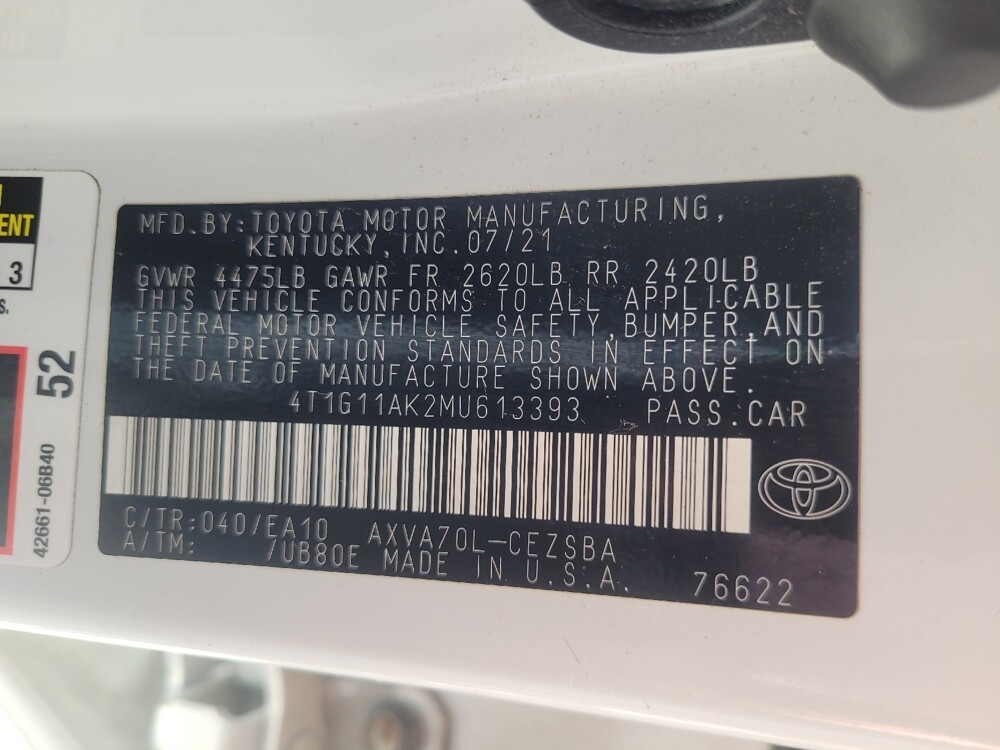 MFD.BY:TOYOTA MOTOR MANUFACTURING,
KENTUCKY, INC. 07/21
GVWR 4475LB GAWR FR 2620LB RR 2420LB
THIS VEHICLE CONFORMS TO ALL APPLICABLE
FEDERAL MOTOR VEHICLE SAFETY, BUMPER, AND
THEFT PREVENTION STANDARDS IN EFFECT ON
THE DATE OF MANUFACTURE SHOWN ABOVE.
4T1G11AK2MU613393 PASS.CAR
C/TR:040/EA10 AXVA70L-CEZSBA
A/TM: /UB80E MADE IN U.S.A. 76622
ENT
3
S.
52
42661-06B40